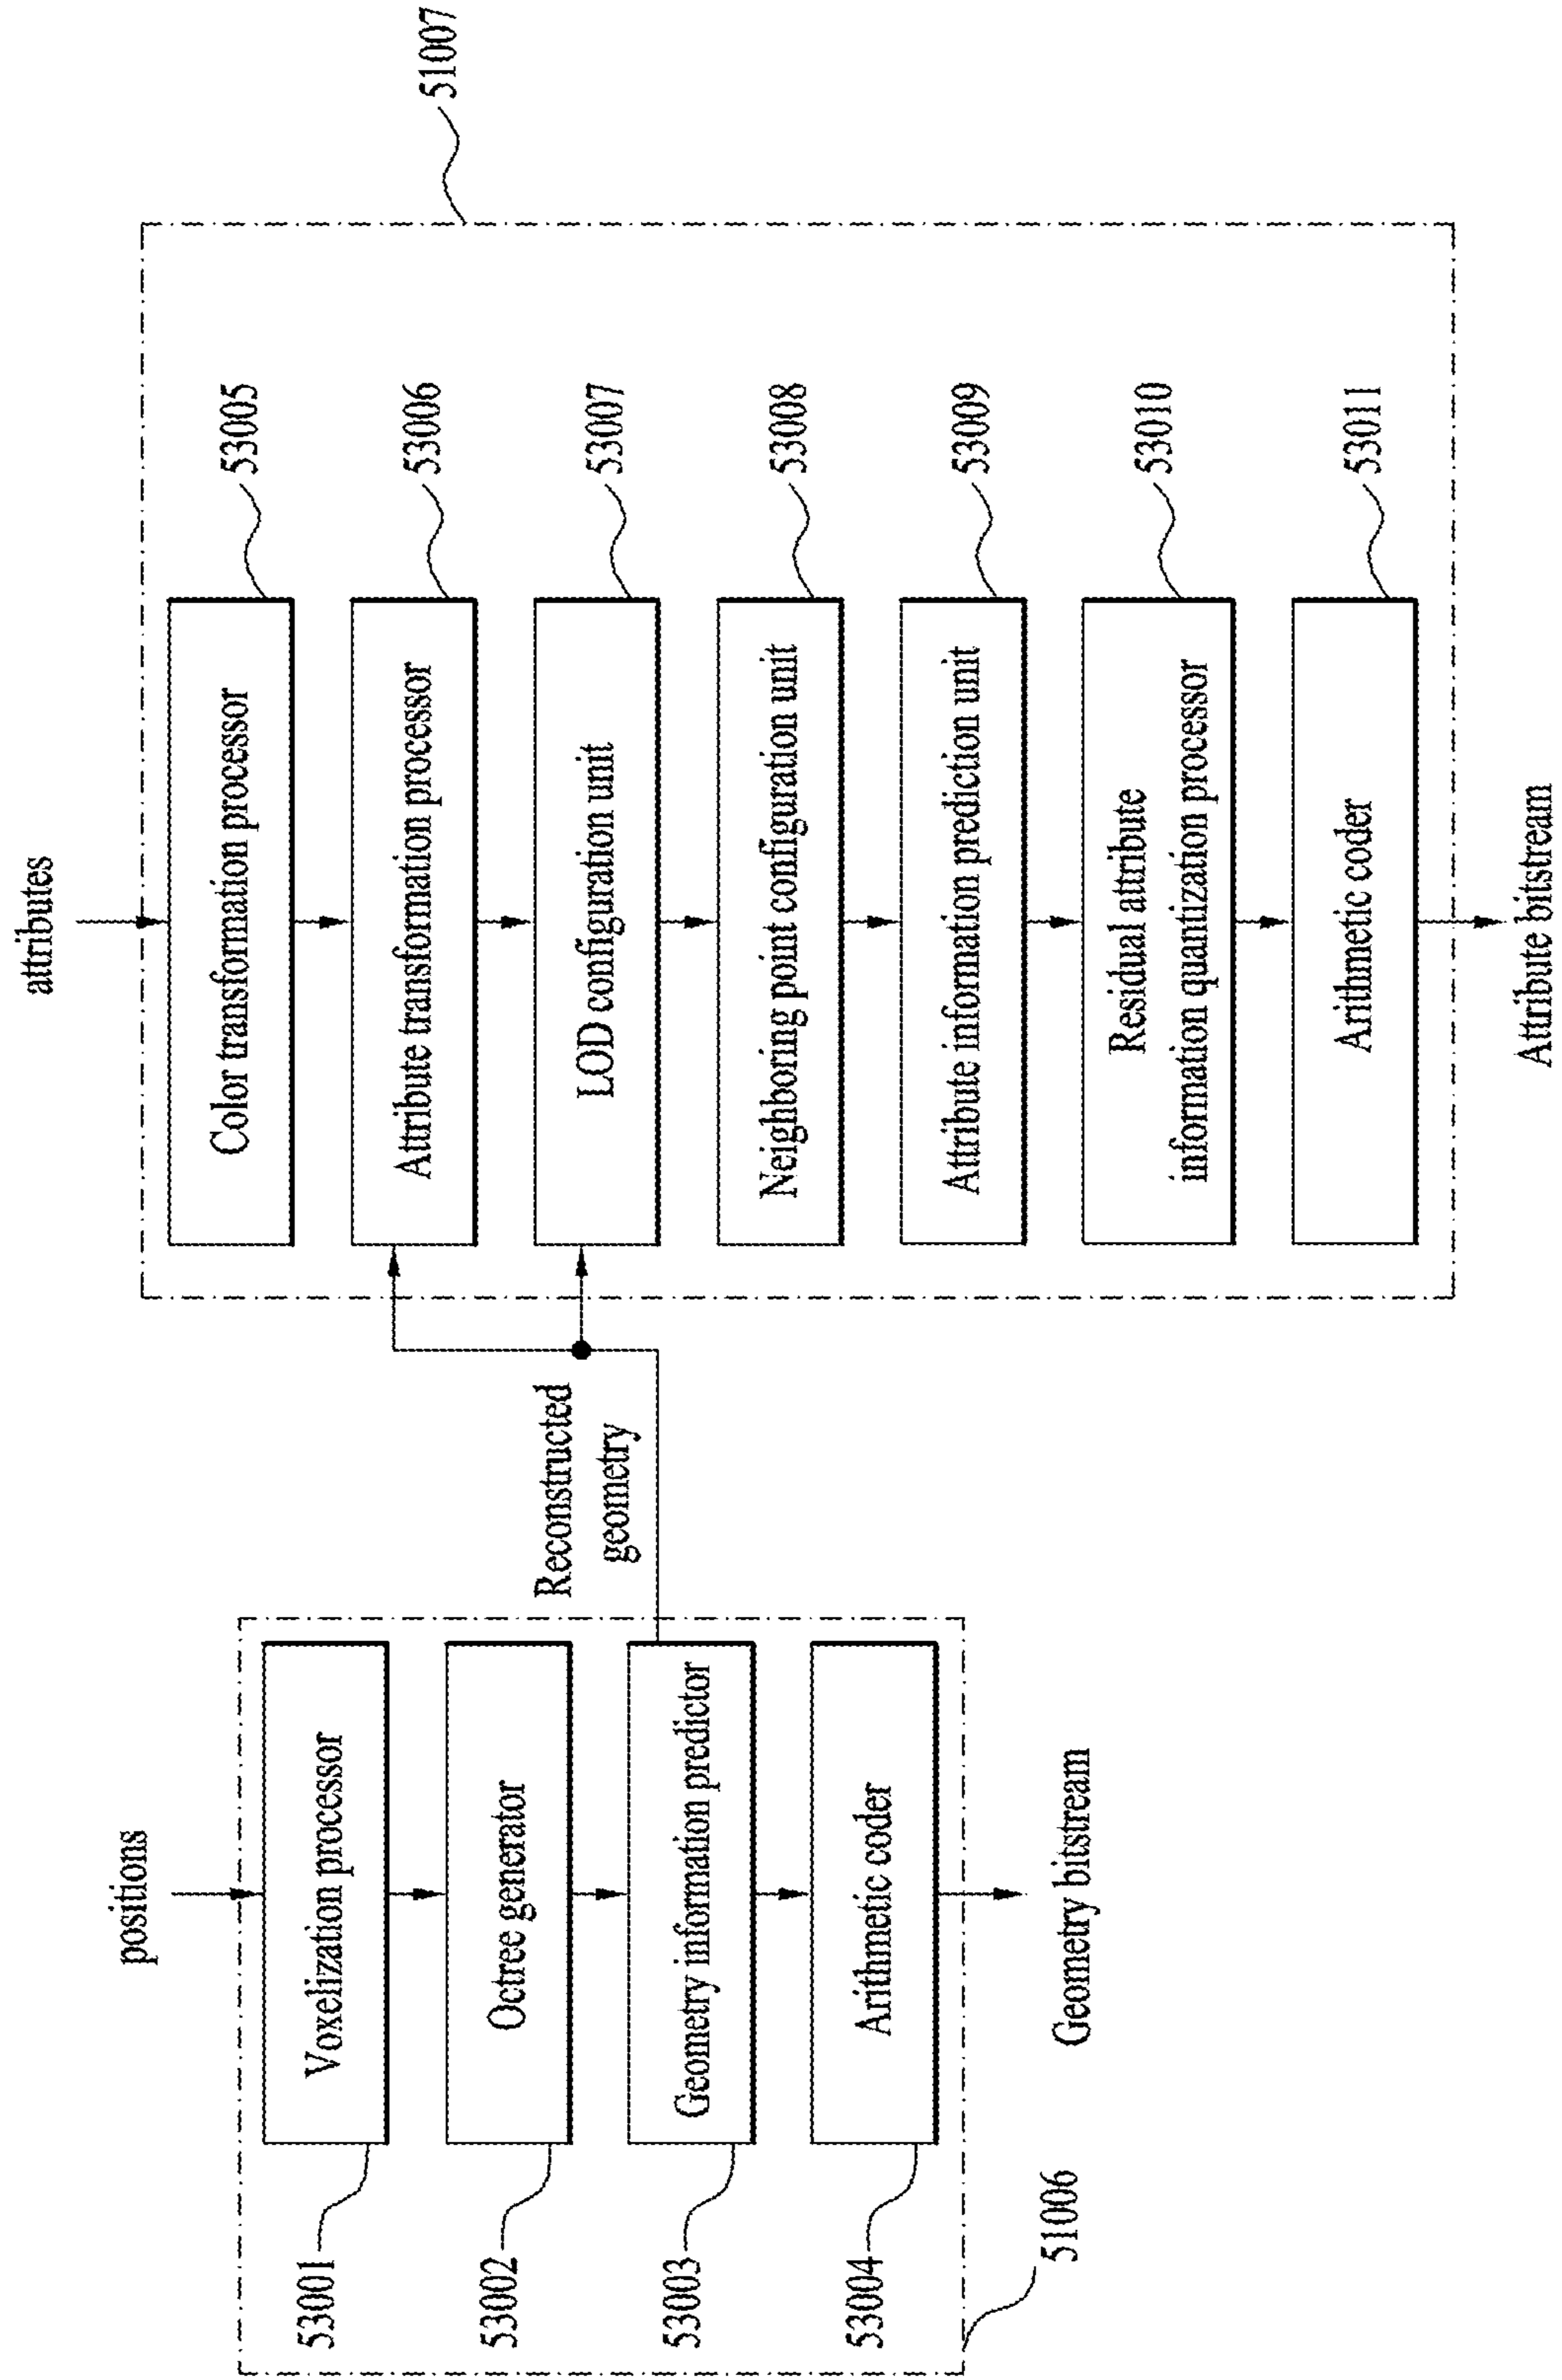 positions
53001
Voxelization processor
53002
Octree generator
53003
Geometry information predictor
53004
Arithmetic coder
51006
Geometry bitstream
Reconstructed
geometry
attributes
51007
Color transformation processor
53005
Attribute transformation processor
53006
LOD configuration unit
53007
Neighboring point configuration unit
53008
Attribute information prediction unit
53009
Residual attribute
information quantization processor
53010
Arithmetic coder
53011
Attribute bitstream